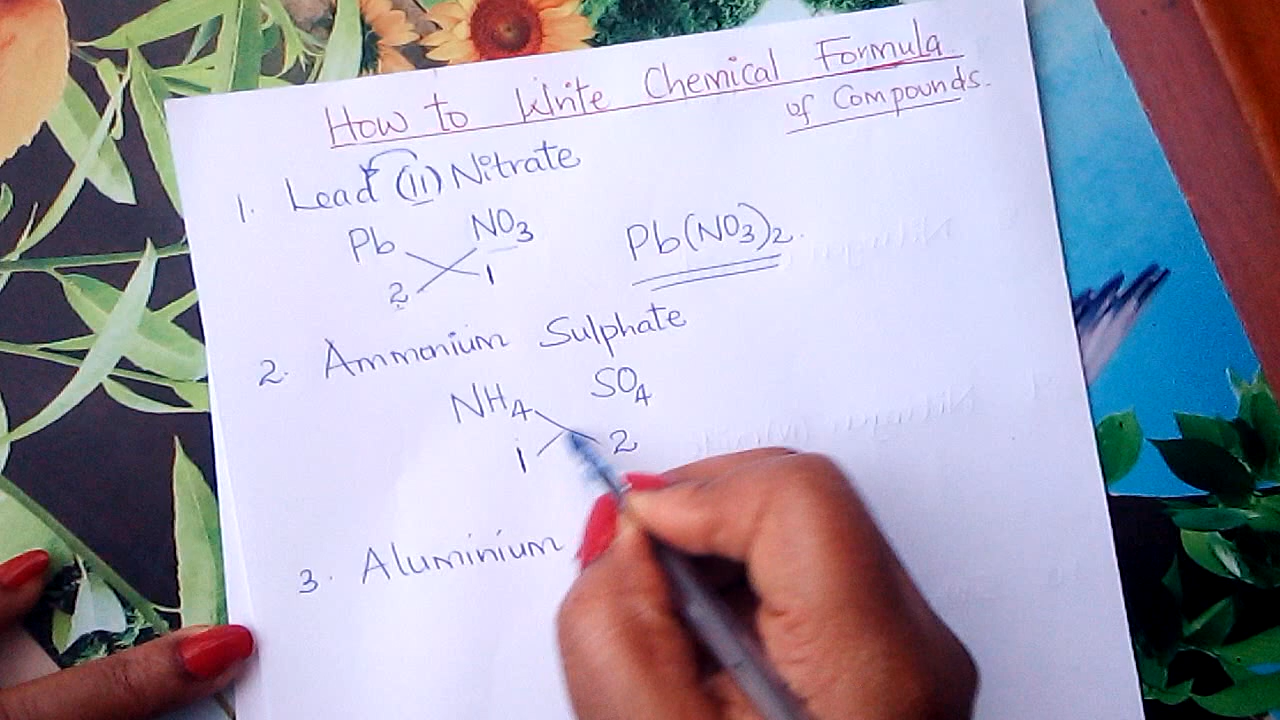 How to Write Chemical Formula
of Compounds.
1. Lead (II) Nitrate
Pb NO3 Pb(NO3)2.
2 1
2. Ammonium Sulphate
NH4 SO4
1 2
3. Aluminium